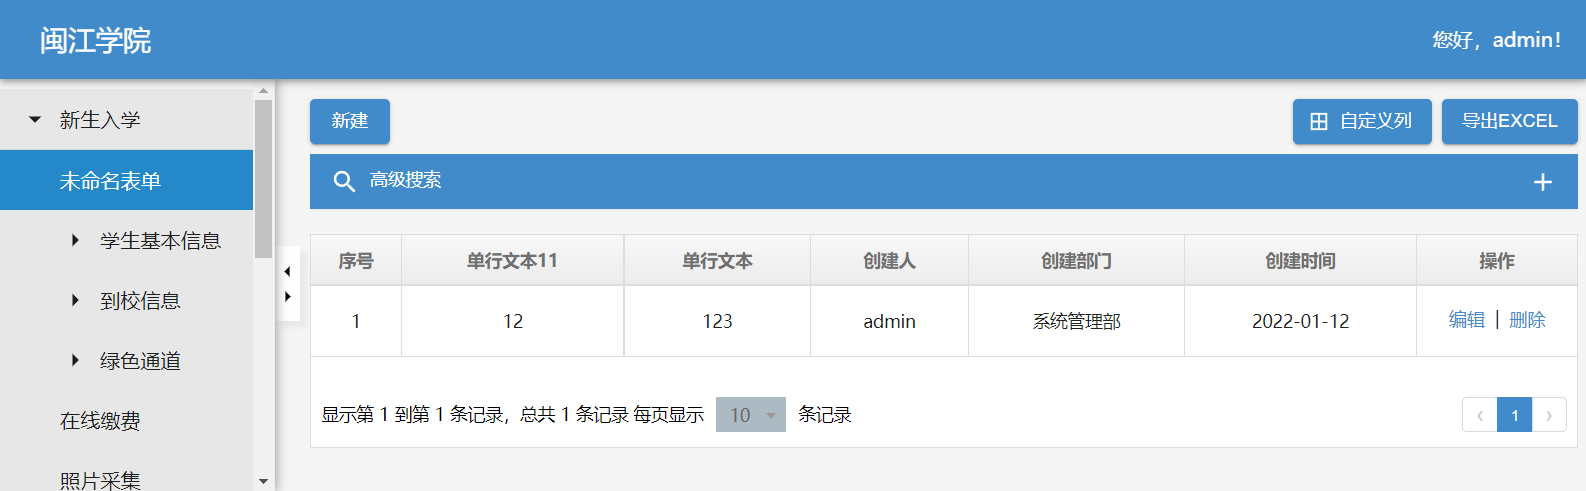 闽江学院
您好，admin！
新生入学
未命名表单
学生基本信息
到校信息
绿色通道
在线缴费
照片采集
新建
自定义列
导出EXCEL
高级搜索
序号 单行文本11 单行文本 创建人 创建部门 创建时间 操作
1 12 123 admin 系统管理部 2022-01-12 编辑 | 删除
显示第 1 到第 1 条记录，总共 1 条记录 每页显示 10 条记录
‹ 1 ›